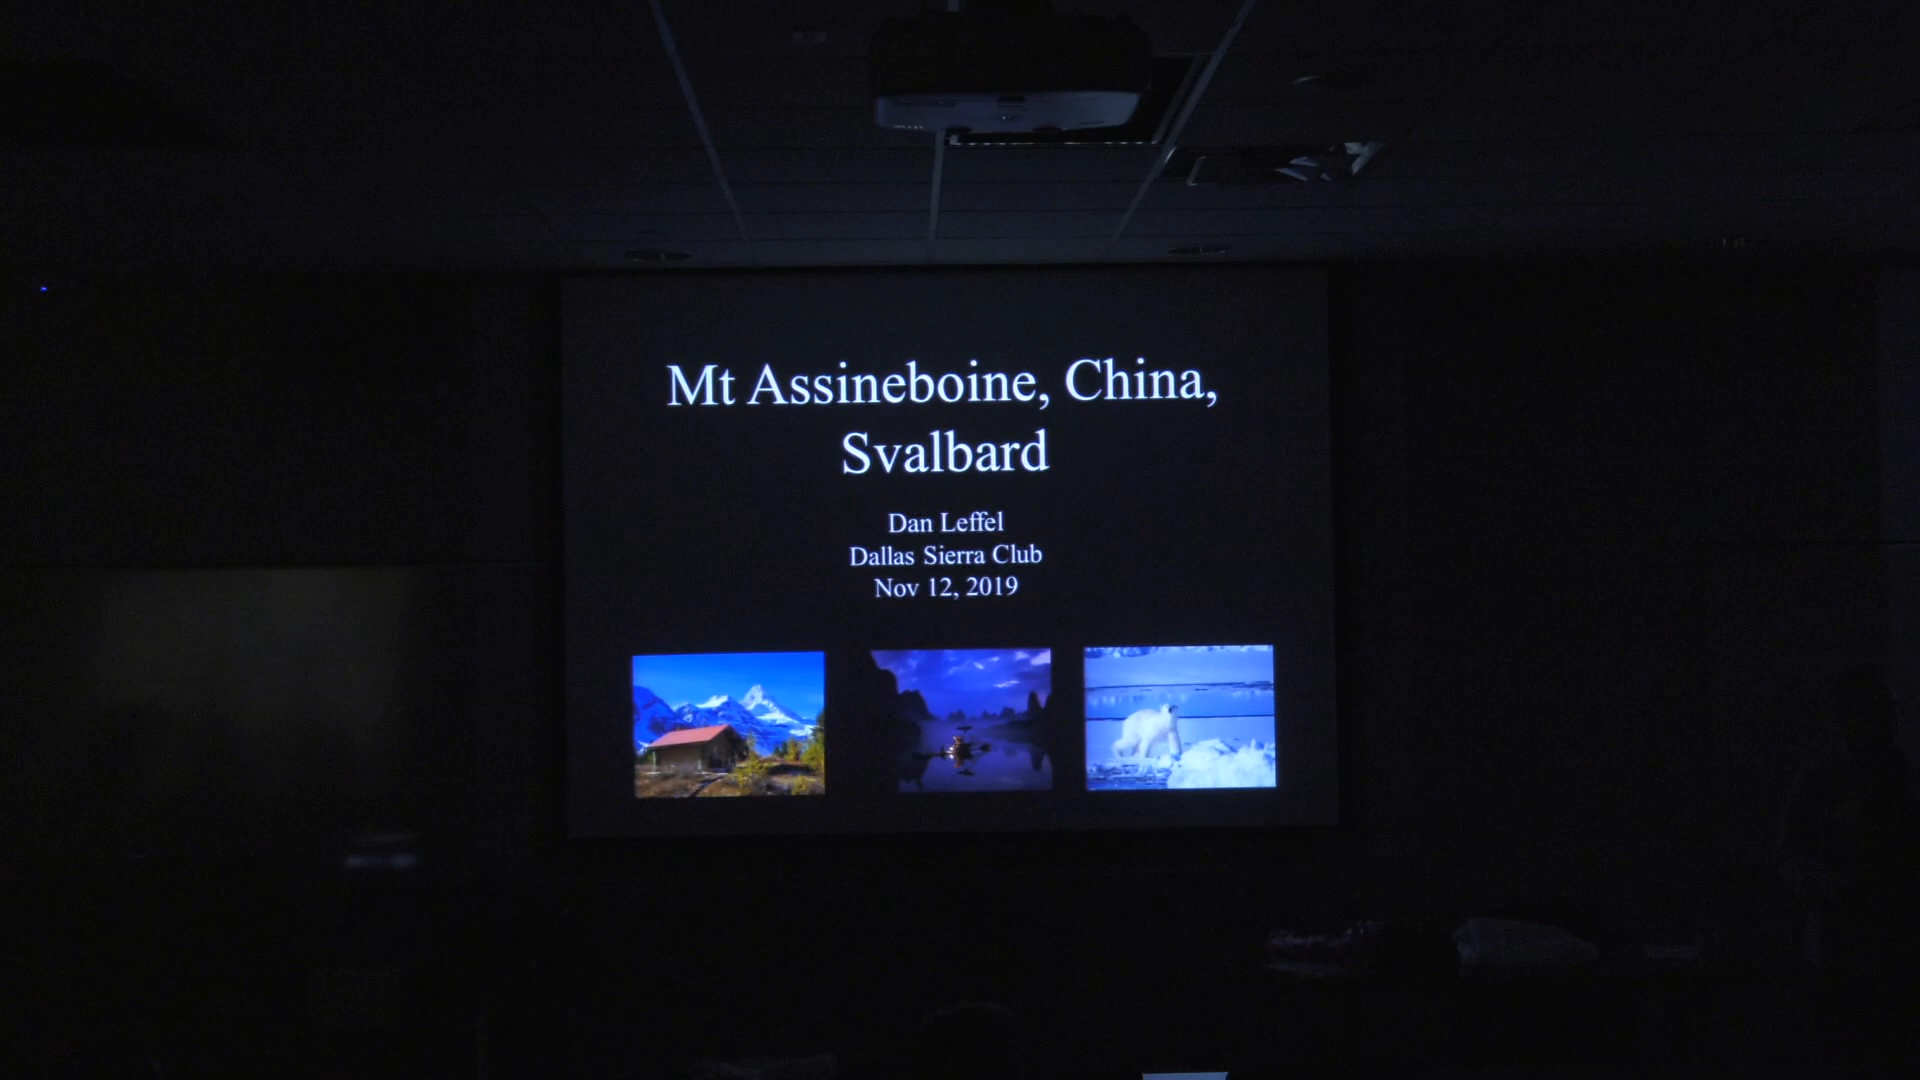 Mt Assineboine, China,
Svalbard
Dan Leffel
Dallas Sierra Club
Nov 12, 2019